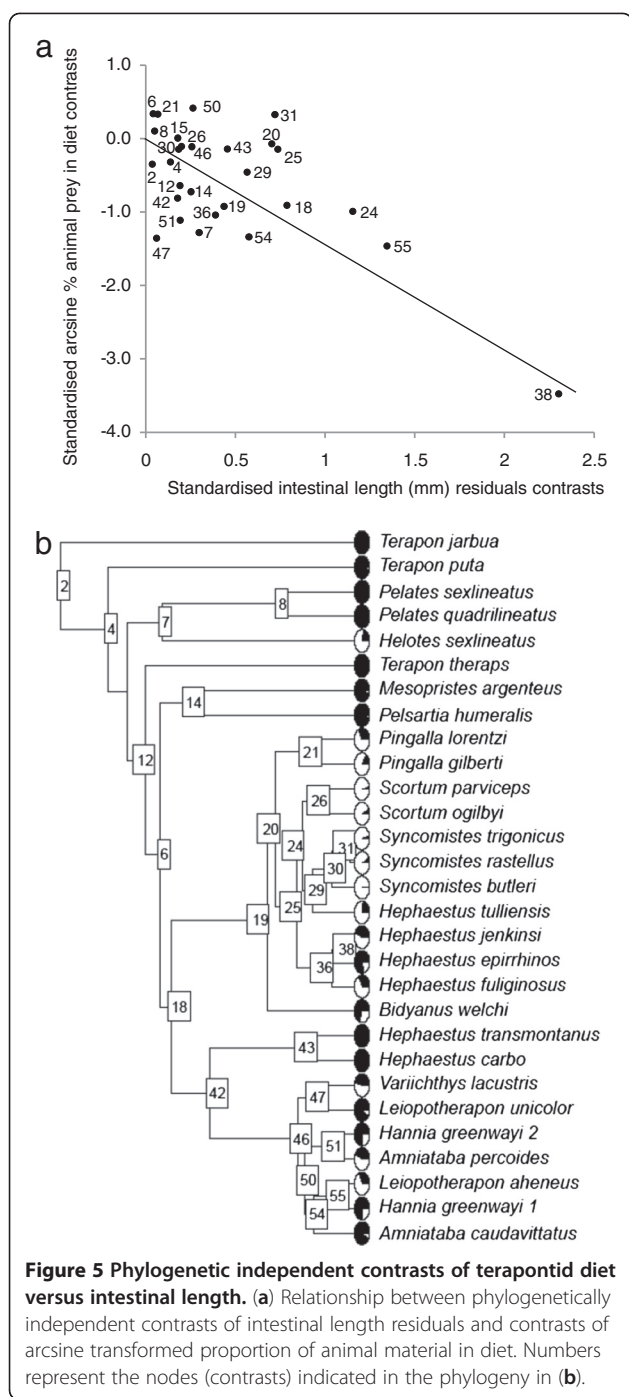 a
1.0
0.0
-1.0
-2.0
-3.0
-4.0
Standardised arcsine % animal prey in diet contrasts
6 21 50 31
8 15 26 20
30 46 43 25
2 4 29
12 14
42 19 18 24
51 36
47 7 54 55
38
0 0.5 1 1.5 2 2.5
Standardised intestinal length (mm) residuals contrasts
b
Terapon jarbua
2
Terapon puta
4
Pelates sexlineatus
8
Pelates quadrilineatus
7
Helotes sexlineatus
Terapon theraps
12
Mesopristes argenteus
14
Pelsartia humeralis
6
Pingalla lorentzi
21
Pingalla gilberti
20
Scortum parviceps
26
Scortum ogilbyi
24
Syncomistes trigonicus
31
Syncomistes rastellus
30
Syncomistes butleri
29
Hephaestus tulliensis
25
19
Hephaestus jenkinsi
38
Hephaestus epirrhinos
36
Hephaestus fuliginosus
Bidyanus welchi
18
Hephaestus transmontanus
43
Hephaestus carbo
42
Variichthys lacustris
47
Leiopotherapon unicolor
46
Hannia greenwayi 2
51
Amniataba percoides
50
Leiopotherapon aheneus
55
Hannia greenwayi 1
54
Amniataba caudavittatus
Figure 5 Phylogenetic independent contrasts of terapontid diet
versus intestinal length. (a) Relationship between phylogenetically
independent contrasts of intestinal length residuals and contrasts of
arcsine transformed proportion of animal material in diet. Numbers
represent the nodes (contrasts) indicated in the phylogeny in (b).